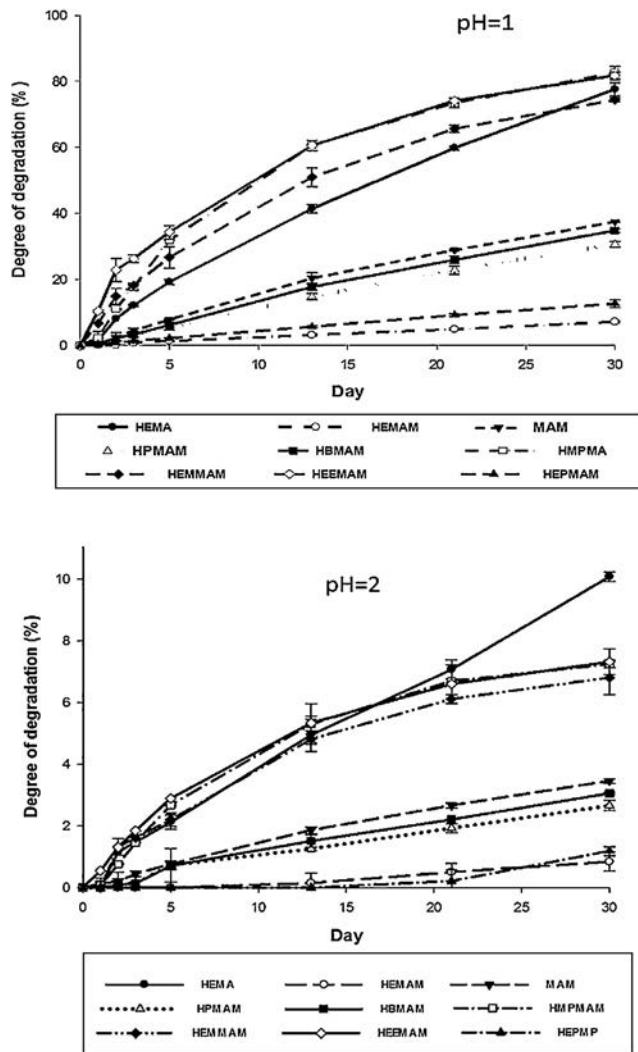 pH=1
100
80
60
40
20
0
Degree of degradation (%)
0 5 10 15 20 25 30
Day
HEMA HEMAM MAM
HPMAM HBMAM HMPMA
HEMMAM HEEMAM HEPMAM
pH=2
10
8
6
4
2
0
Degree of degradation (%)
0 5 10 15 20 25 30
Day
HEMA HEMAM MAM
HPMAM HBMAM HMPMAM
HEMMAM HEEMAM HEPMP